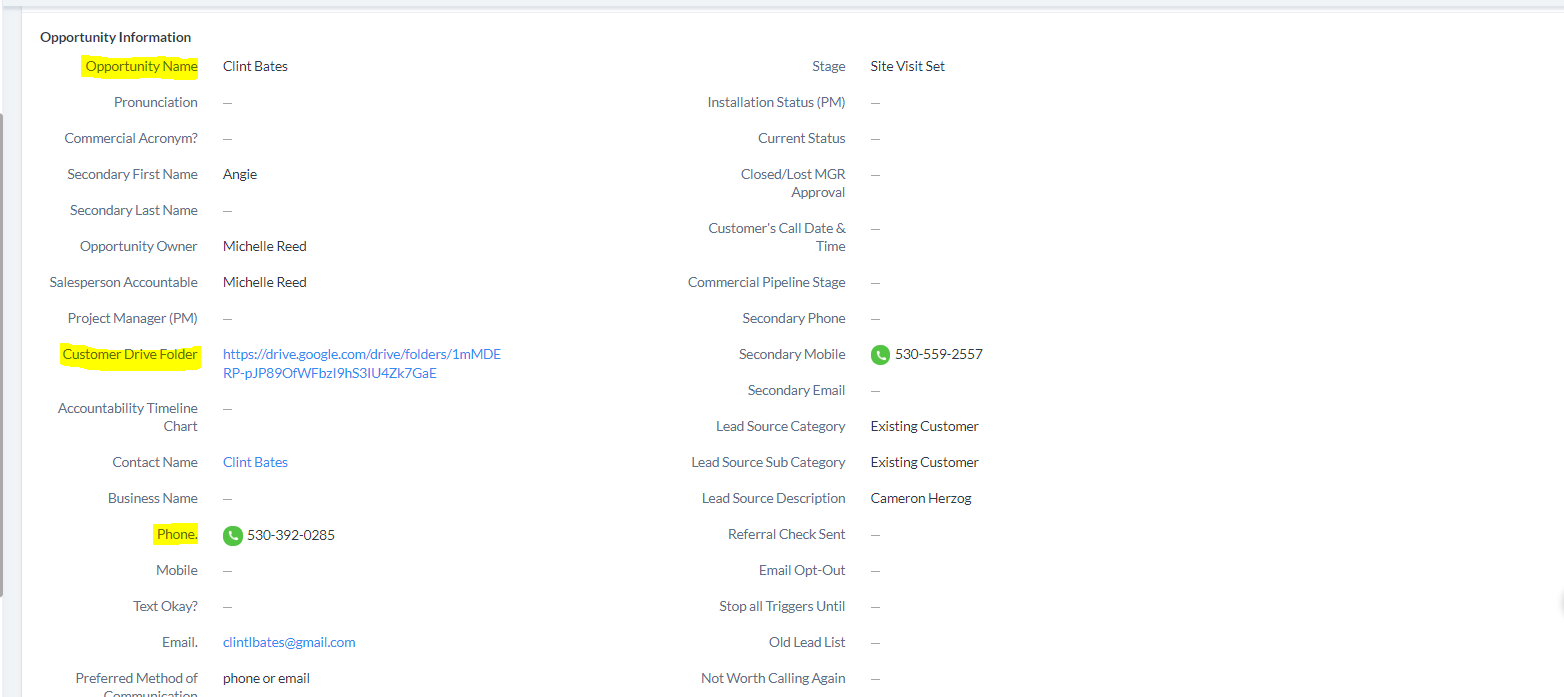 Opportunity Information
Opportunity Name Clint Bates
Pronunciation —
Commercial Acronym? —
Secondary First Name Angie
Secondary Last Name —
Opportunity Owner Michelle Reed
Salesperson Accountable Michelle Reed
Project Manager (PM) —
Customer Drive Folder https://drive.google.com/drive/folders/1mMDE
RP-pJP89OfWFbzI9hS3IU4Zk7GaE
Accountability Timeline —
Chart
Contact Name Clint Bates
Business Name —
Phone. 530-392-0285
Mobile —
Text Okay? —
Email. clintlbates@gmail.com
Preferred Method of phone or email
Communication
Stage Site Visit Set
Installation Status (PM) —
Current Status —
Closed/Lost MGR —
Approval
Customer's Call Date & —
Time
Commercial Pipeline Stage —
Secondary Phone —
Secondary Mobile 530-559-2557
Secondary Email —
Lead Source Category Existing Customer
Lead Source Sub Category Existing Customer
Lead Source Description Cameron Herzog
Referral Check Sent —
Email Opt-Out —
Stop all Triggers Until —
Old Lead List —
Not Worth Calling Again —